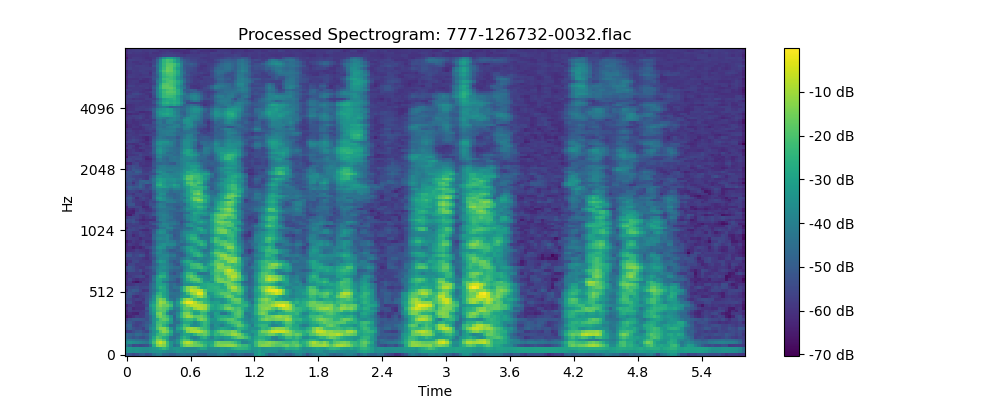 Processed Spectrogram: 777-126732-0032.flac
4096
2048
1024
512
0
Hz
0 0.6 1.2 1.8 2.4 3 3.6 4.2 4.8 5.4
Time
-10 dB
-20 dB
-30 dB
-40 dB
-50 dB
-60 dB
-70 dB